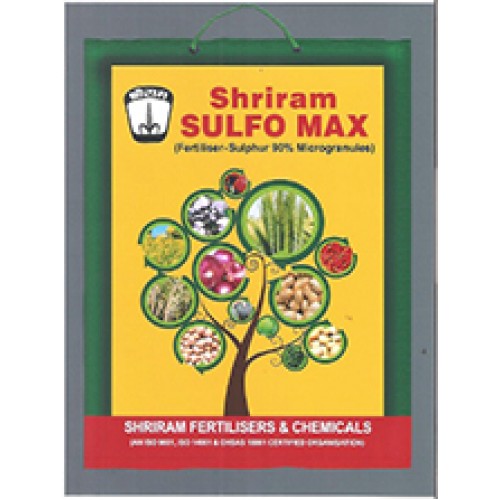 Shriram
SULFO MAX
(Fertiliser-Sulphur 90% Microgranules)
SHRIRAM FERTILISERS & CHEMICALS
(AN ISO 9001, ISO 14001 & OHSAS 18001 CERTIFIED ORGANISATION)